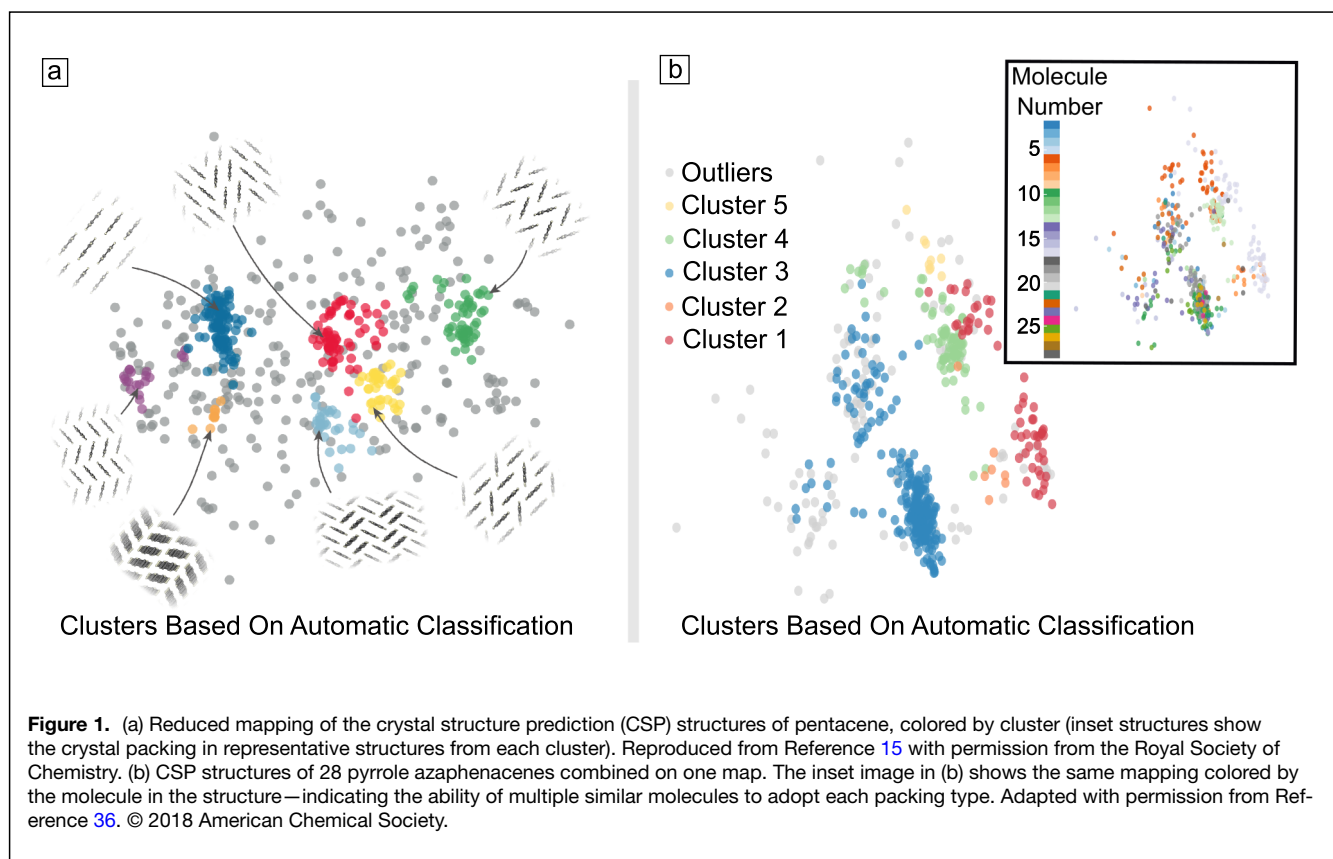 a
Clusters Based On Automatic Classification
b
Outliers
Cluster 5
Cluster 4
Cluster 3
Cluster 2
Cluster 1
Molecule
Number
5
10
15
20
25
Clusters Based On Automatic Classification
Figure 1. (a) Reduced mapping of the crystal structure prediction (CSP) structures of pentacene, colored by cluster (inset structures show
the crystal packing in representative structures from each cluster). Reproduced from Reference 15 with permission from the Royal Society of
Chemistry. (b) CSP structures of 28 pyrrole azaphenacenes combined on one map. The inset image in (b) shows the same mapping colored by
the molecule in the structure—indicating the ability of multiple similar molecules to adopt each packing type. Adapted with permission from Ref-
erence 36. © 2018 American Chemical Society.